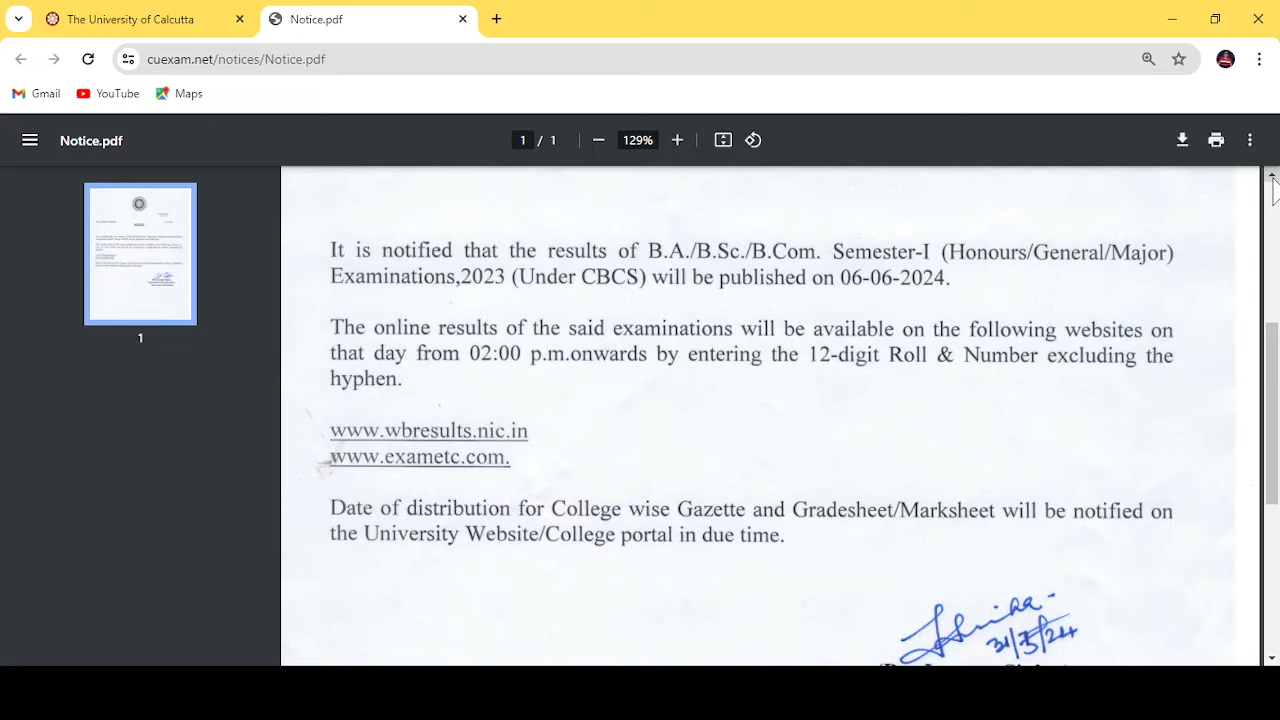 The University of Calcutta
Notice.pdf
cuexam.net/notices/Notice.pdf
Gmail YouTube Maps
Notice.pdf
1 / 1
129%
1
It is notified that the results of B.A./B.Sc./B.Com. Semester-I (Honours/General/Major)
Examinations,2023 (Under CBCS) will be published on 06-06-2024.
The online results of the said examinations will be available on the following websites on
that day from 02:00 p.m.onwards by entering the 12-digit Roll & Number excluding the
hyphen.
www.wbresults.nic.in
www.exametc.com.
Date of distribution for College wise Gazette and Gradesheet/Marksheet will be notified on
the University Website/College portal in due time.
31/5/24